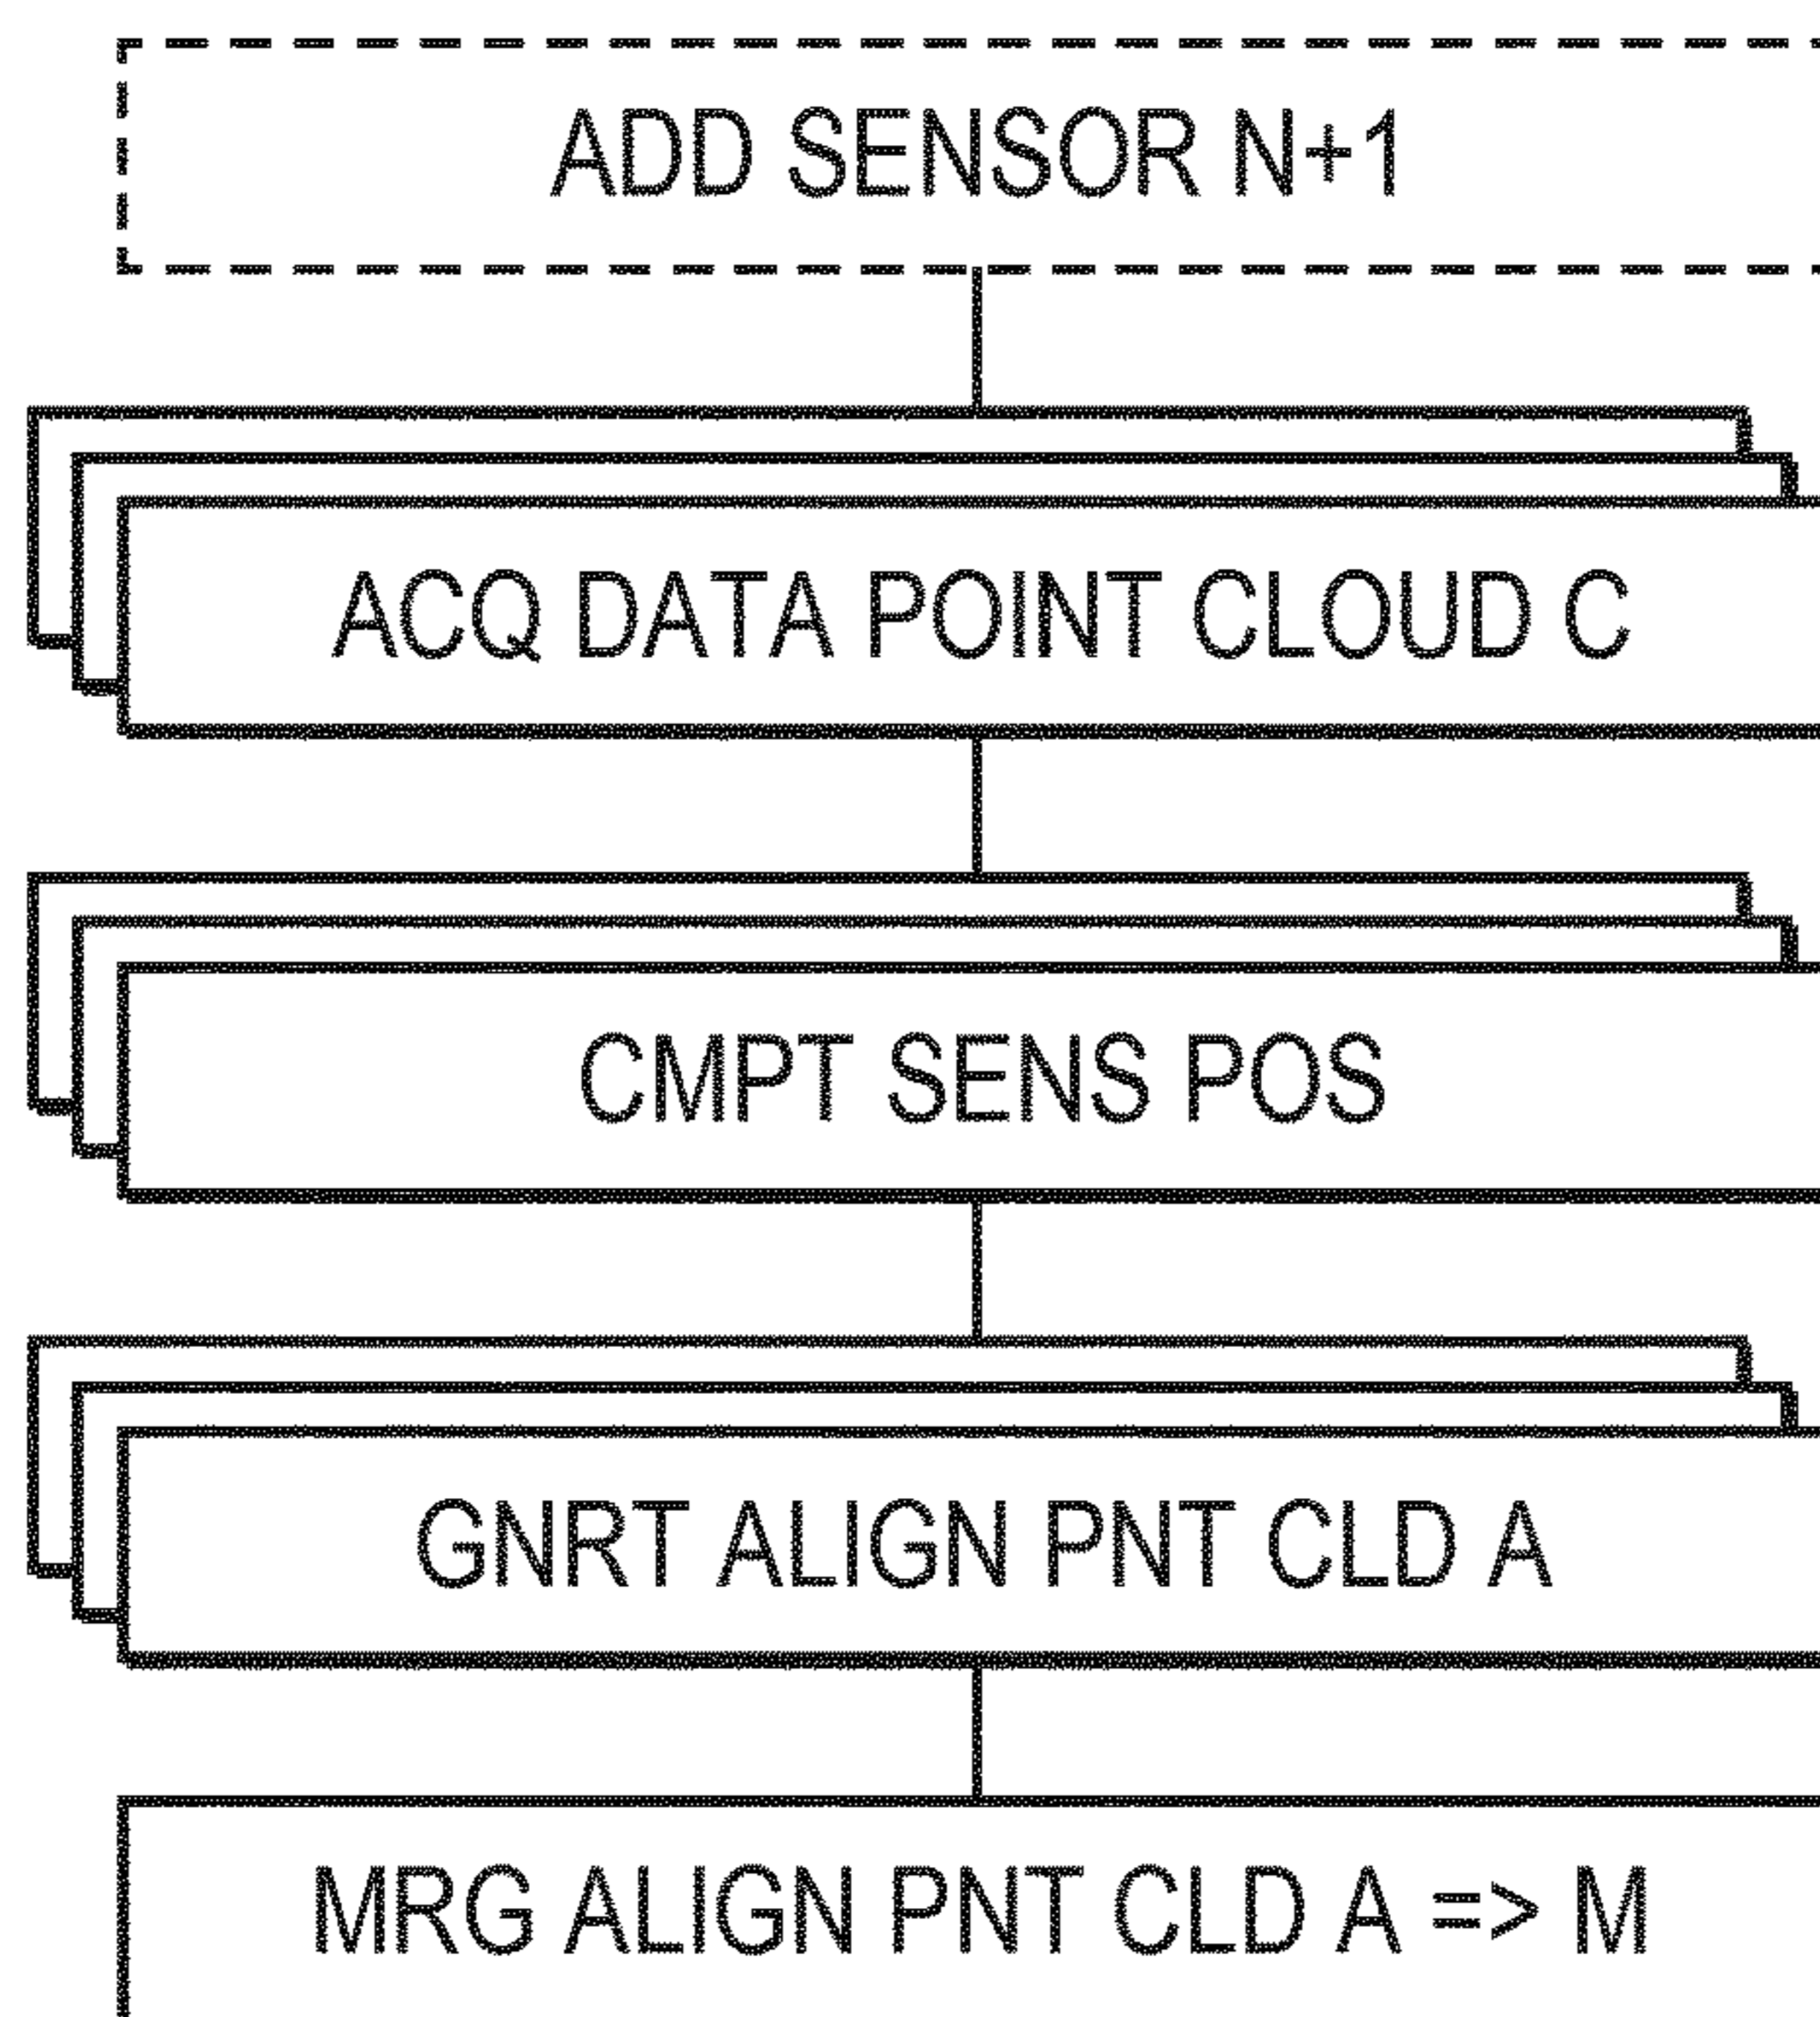 ADD SENSOR N+1
ACQ DATA POINT CLOUD C
CMPT SENS POS
GNRT ALIGN PNT CLD A
MRG ALIGN PNT CLD A => M